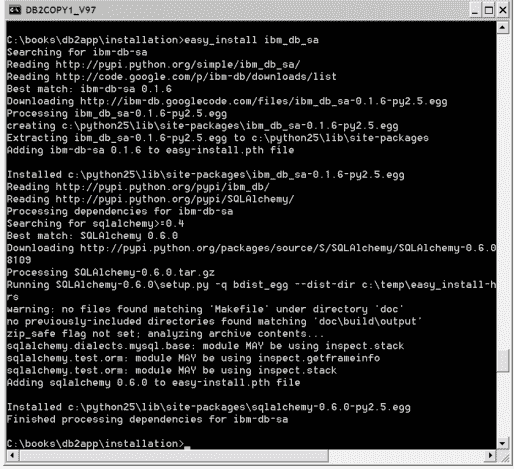 DB2COPY1_V97
C:\books\db2app\installation>easy_install ibm_db_sa
Searching for ibm-db-sa
Reading http://pypi.python.org/simple/ibm_db_sa/
Reading http://code.google.com/p/ibm-db/downloads/list
Best match: ibm-db-sa 0.1.6
Downloading http://ibm-db.googlecode.com/files/ibm_db_sa-0.1.6-py2.5.egg
Processing ibm_db_sa-0.1.6-py2.5.egg
creating c:\python25\lib\site-packages\ibm_db_sa-0.1.6-py2.5.egg
Extracting ibm_db_sa-0.1.6-py2.5.egg to c:\python25\lib\site-packages
Adding ibm-db-sa 0.1.6 to easy-install.pth file
Installed c:\python25\lib\site-packages\ibm_db_sa-0.1.6-py2.5.egg
Reading http://pypi.python.org/pypi/ibm_db/
Reading http://pypi.python.org/pypi/SQLAlchemy/
Processing dependencies for ibm-db-sa
Searching for sqlalchemy>=0.4
Best match: SQLAlchemy 0.6.0
Downloading http://pypi.python.org/packages/source/S/SQLAlchemy/SQLAlchemy-0.6.0
8109
Processing SQLAlchemy-0.6.0.tar.gz
Running SQLAlchemy-0.6.0\setup.py -q bdist_egg --dist-dir c:\temp\easy_install-h
rs
warning: no files found matching 'Makefile' under directory 'doc'
no previously-included directories found matching 'doc\build\output'
zip_safe flag not set; analyzing archive contents...
sqlalchemy.dialects.mysql.base: module MAY be using inspect.stack
sqlalchemy.test.orm: module MAY be using inspect.getframeinfo
sqlalchemy.test.orm: module MAY be using inspect.stack
Adding sqlalchemy 0.6.0 to easy-install.pth file
Installed c:\python25\lib\site-packages\sqlalchemy-0.6.0-py2.5.egg
Finished processing dependencies for ibm-db-sa
C:\books\db2app\installation>_